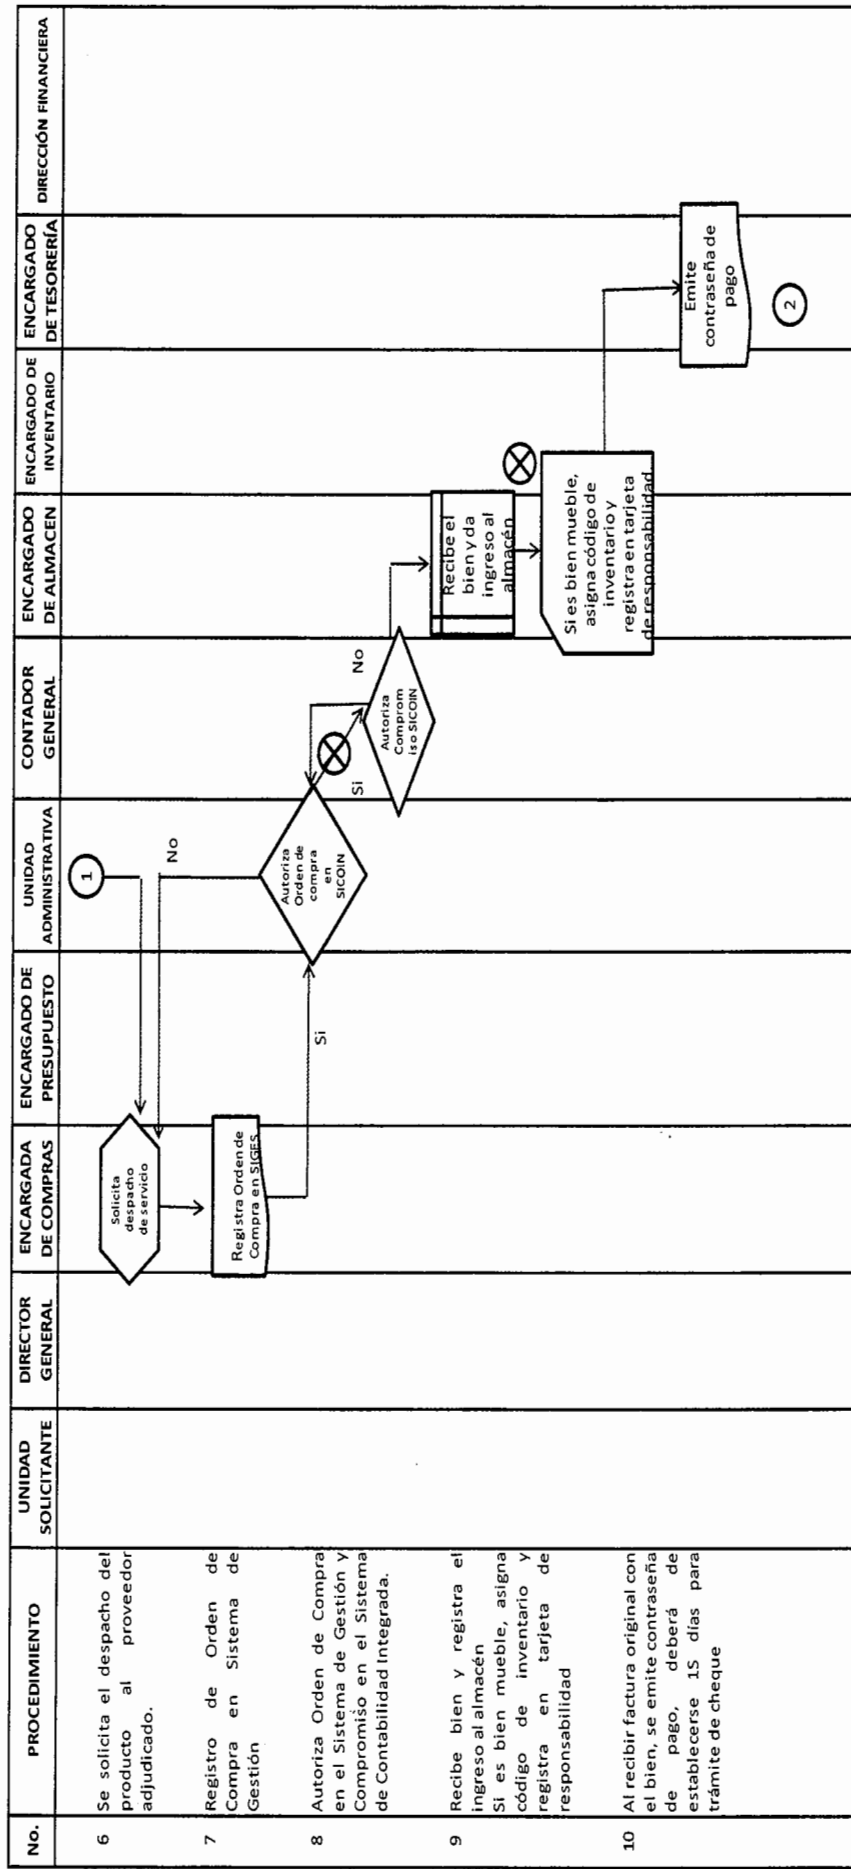 No.
PROCEDIMIENTO
UNIDAD
SOLICITANTE
DIRECTOR
GENERAL
ENCARGADA
DE COMPRAS
ENCARGADO DE
PRESUPUESTO
UNIDAD
ADMINISTRATIVA
CONTADOR
GENERAL
ENCARGADO
DE ALMACEN
ENCARGADO DE
INVENTARIO
ENCARGADO
DE TESORERÍA
DIRECCIÓN FINANCIERA
6
Se solicita el despacho del
producto al proveedor
adjudicado.
Solicita
despacho
de servicio
1
No
7
Registro de Orden de
Compra en Sistema de
Gestión
Registra Orden de
Compra en SIGES
Si
8
Autoriza Orden de Compra
en el Sistema de Gestión y
Compromiso en el Sistema
de Contabilidad Integrada.
Autoriza
Orden de
compra
en
SICOIN
Si
Autoriza
Comprom
iso SICOIN
No
9
Recibe bien y registra el
ingreso al almacén
Si es bien mueble, asigna
código de inventario y
registra en tarjeta de
responsabilidad
Recibe el
bien y da
ingreso al
almacén
Si es bien mueble,
asigna código de
inventario y
registra en tarjeta
de responsabilidad.
10
Al recibir factura original con
el bien, se emite contraseña
de pago, deberá de
establecerse 15 días para
trámite de cheque
Emite
contraseña de
pago
2